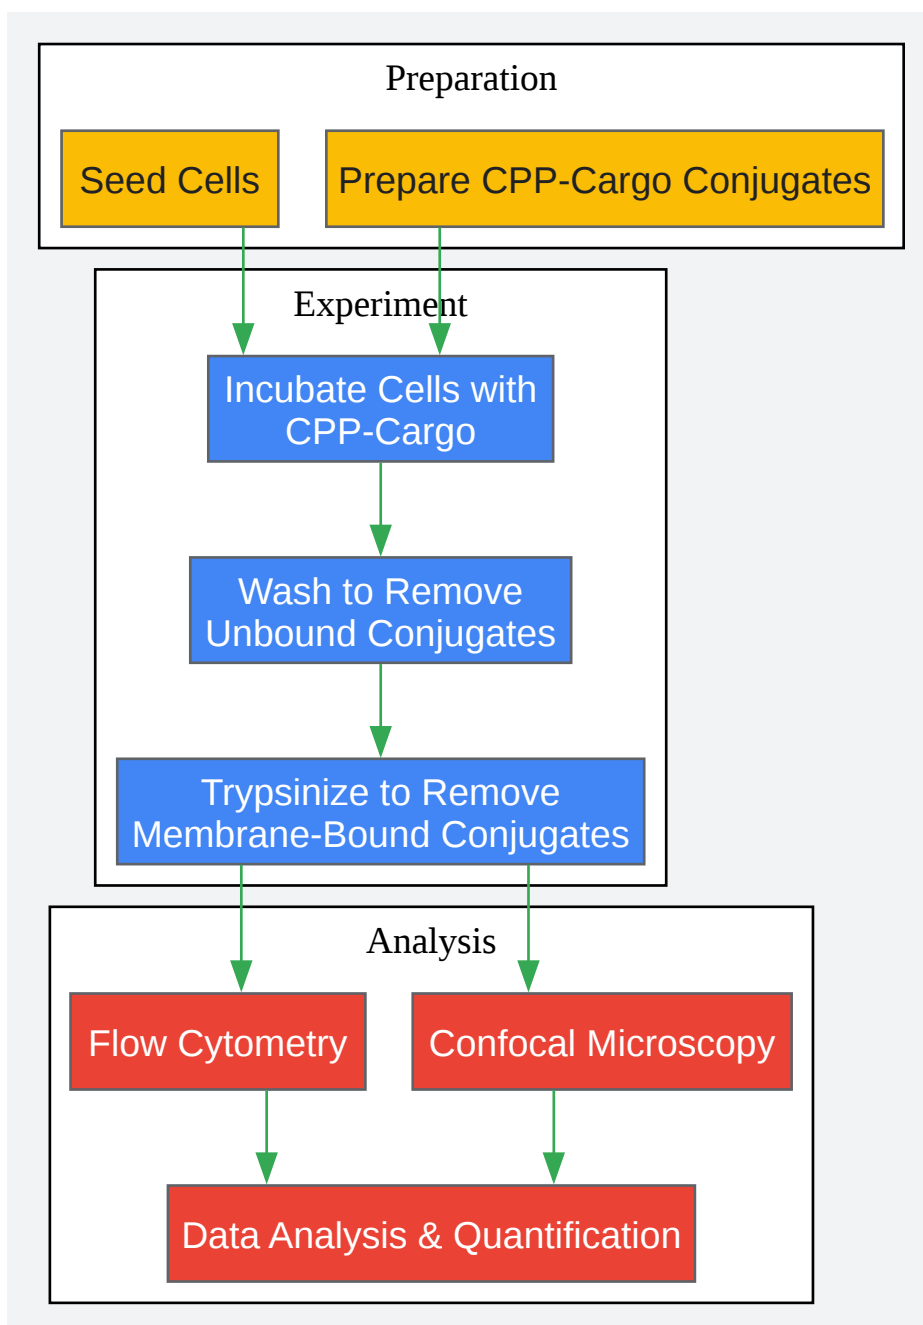 Preparation
Seed Cells
Prepare CPP-Cargo Conjugates
Experiment
Incubate Cells with
CPP-Cargo
Wash to Remove
Unbound Conjugates
Trypsinize to Remove
Membrane-Bound Conjugates
Analysis
Flow Cytometry
Confocal Microscopy
Data Analysis & Quantification